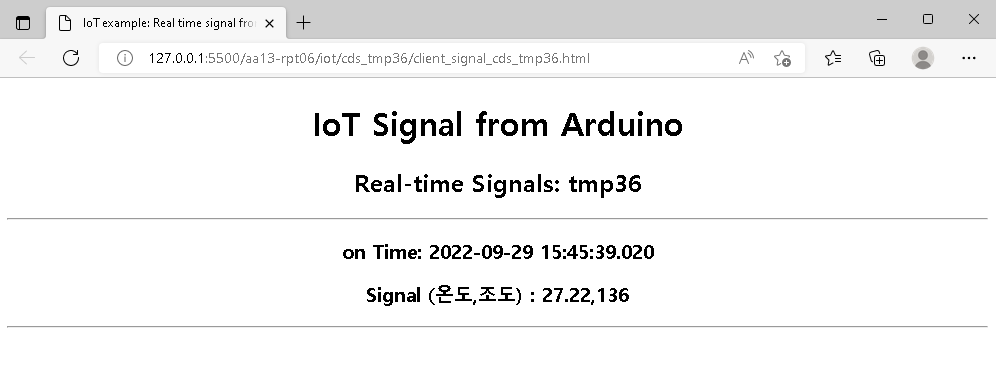 IoT example: Real time signal fro
127.0.0.1:5500/aa13-rpt06/iot/cds_tmp36/client_signal_cds_tmp36.html
IoT Signal from Arduino
Real-time Signals: tmp36
on Time: 2022-09-29 15:45:39.020
Signal (온도,조도) : 27.22,136